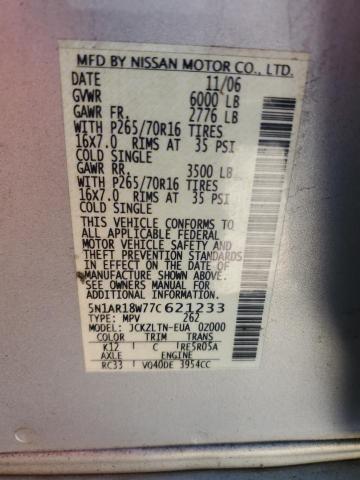 MFD BY NISSAN MOTOR CO., LTD.
DATE 11/06
GVWR 6000 LB
GAWR FR. 2776 LB
WITH P265/70R16 TIRES
16X7.0 RIMS AT 35 PSI
COLD SINGLE
GAWR RR. 3500 LB
WITH P265/70R16 TIRES
16X7.0 RIMS AT 35 PSI
COLD SINGLE
THIS VEHICLE CONFORMS TO
ALL APPLICABLE FEDERAL
MOTOR VEHICLE SAFETY AND
THEFT PREVENTION STANDARDS
IN EFFECT ON THE DATE OF
MANUFACTURE SHOWN ABOVE.
SEE OWNERS MANUAL FOR
ADDITIONAL INFORMATION.
5N1AR18W77C621233
TYPE: MPV 262
MODEL: JCKZLTN-EUA 0Z000
COLOR TRIM TRANS
K12 C RE5R05A
AXLE ENGINE
RC33 VQ40DE 3954CC